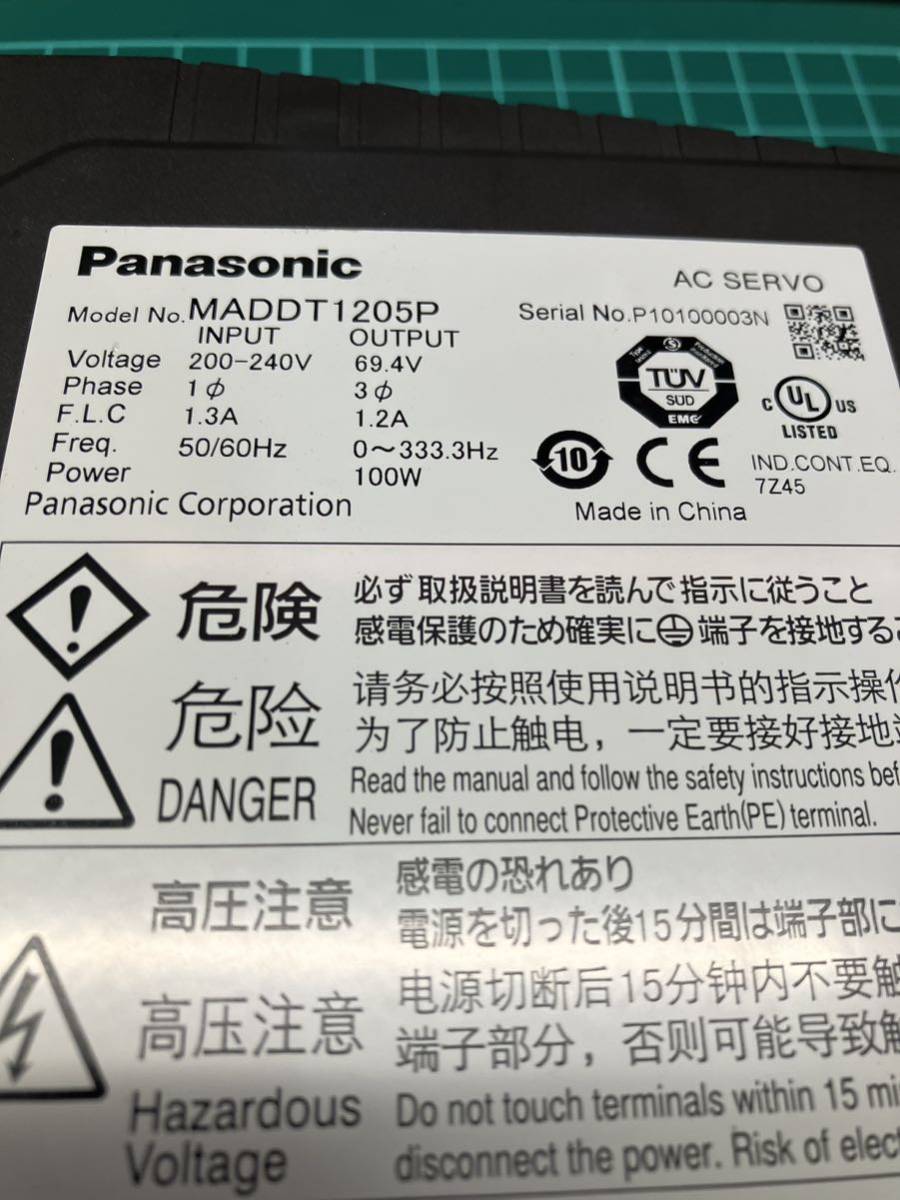 Panasonic
AC SERVO
Model No. MADDT1205P
Serial No.P10100003N
INPUT OUTPUT
Voltage 200-240V 69.4V
Phase 1ϕ 3ϕ
F.L.C 1.3A 1.2A
Freq. 50/60Hz 0～333.3Hz
Power 100W
Panasonic Corporation
TÜV
SÜD
EMC
C UL US
LISTED
10
CE
IND.CONT.EQ.
7Z45
Made in China
危険
必ず取扱説明書を読んで指示に従うこと
感電保護のため確実に端子を接地する
危险
请务必按照使用说明书的指示操作
为了防止触电，一定要接好接地
DANGER
Read the manual and follow the safety instructions
Never fail to connect Protective Earth(PE) terminal.
高圧注意
感電の恐れあり
電源を切った後15分間は端子部に
高压注意
电源切断后15分钟内不要触
端子部分，否则可能导致触
Hazardous
Voltage
Do not touch terminals within 15
disconnect the power. Risk of